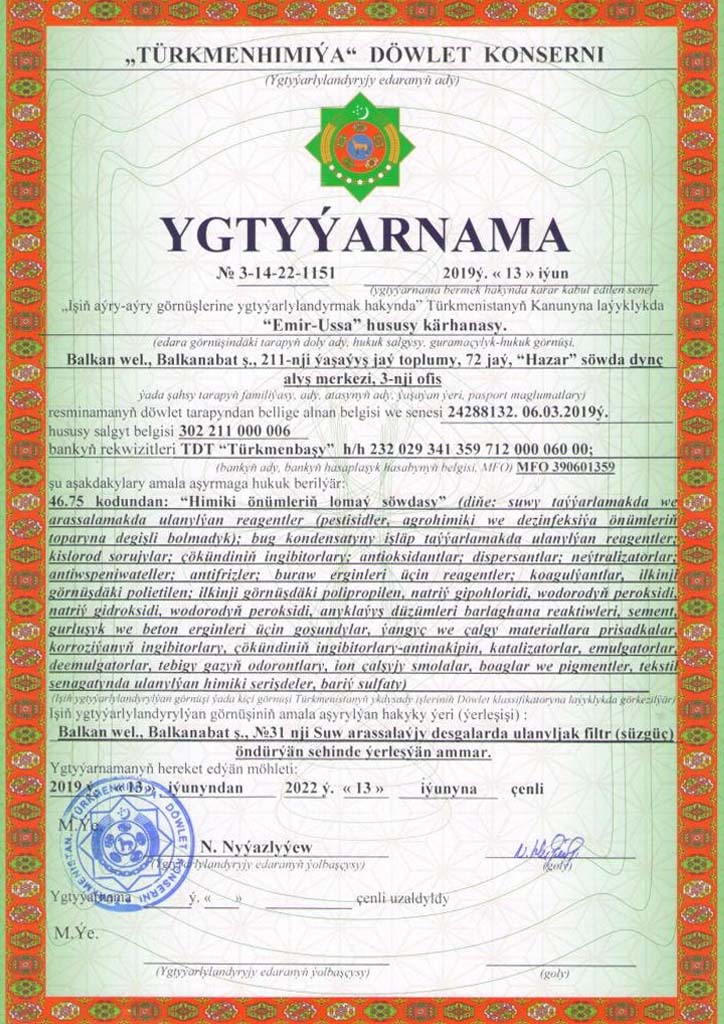 „TÜRKMENHIMIÝA“ DÖWLET KONSERNI
(Ygtyýarlylandyryjy edaranyň ady)
YGTYÝARNAMA
№ 3-14-22-1151 2019ý. « 13 » iýun
(ygtyýarnama bermek hakynda karar kabul edilen sene)
„Işiň aýry-aýry görnüşlerine ygtyýarlylandyrmak hakynda” Türkmenistanyň Kanunyna laýyklykda
“Emir-Ussa” hususy kärhanasy.
(edara görnüşindäki tarapyň doly ady, hukuk salgysy, guramaçylyk-hukuk görnüşi,
Balkan wel., Balkanabat ş., 211-nji ýaşaýyş jaý toplumy, 72 jaý, “Hazar” söwda dynç
alyş merkezi, 3-nji ofis
ýada şahsy tarapyň familiýasy, ady, atasynyň ady, ýaşaýan ýeri, pasport maglumatlary)
resminamanyň döwlet tarapyndan bellige alnan belgisi we senesi 24288132. 06.03.2019ý.
hususy salgyt belgisi 302 211 000 006
bankyň rekwizitleri TDT “Türkmenbaşy” h/h 232 029 341 359 712 000 060 00;
(bankyň ady, bankyň hasaplaşyk hasabynyň belgisi, MFO) MFO 390601359
şu aşakdakylary amala aşyrmaga hukuk berilýär:
46.75 kodundan: “Himiki önümleriň lomaý söwdasy” (diňe: suwy taýýarlamakda we
arassalamakda ulanylýan reagentler (pestisidler, agrohimiki we dezinfeksiýa önümleriň
toparyna degişli bolmadyk); bug kondensatyny işläp taýýarlamakda ulanylýan reagentler;
kislorod sorujylar; çökündiniň ingibitorlary; antioksidantlar; dispersantlar; neýtralizatorlar;
antiwspeniwateller; antifrizler; buraw erginleri üçin reagentler; koagulýantlar, ilkinji
görnüşdäki polietilen; ilkinji görnüşdäki polipropilen, natriý gipohloridi, wodorodyň peroksidi,
natriý gidroksidi, wodorodyň peroksidi, anyklaýyş düzümleri barlaghana reaktiwleri, sement,
gurluşyk we beton erginleri üçin goşundylar, ýangyç we çalgy materiallara prisadkalar,
korroziýanyň ingibitorlary, çökündiniň ingibitorlary-antinakipin, katalizatorlar, emulgatorlar,
deemulgatorlar, tebigy gazyň odorontlary, ion çalşyjy smolalar, boaglar we pigmentler, tekstil
senagatynda ulanylýan himiki serişdeler, bariý sulfaty)
(Işiň ygtyýarlylandyrylýan görnüşi ýada kiçi görnüşi Türkmenistanyň ykdysady işleriniň Döwlet klassifikatoryna laýyklykda görkezilýär)
Işiň ygtyýarlylandyrylýan görnüşiniň amala aşyrylýan hakyky ýeri (ýerleşişi) :
Balkan wel., Balkanabat ş., №31 nji Suw arassalaýjy desgalarda ulanyljak filtr (süzgüç)
öndürýän sehinde ýerleşýän ammar.
Ygtyýarnamanyň hereket edýän möhleti:
2019 ý. « 13 » iýunyndan 2022 ý. « 13 » iýunyna çenli
M.Ýe.
N. Nyýazlyýew
(Ygtyýarlylandyryjy edaranyň ýolbaşçysy) (goly)
Ygtyýarnama ý. « » çenli uzaldyldy
M.Ýe.
(Ygtyýarlylandyryjy edaranyň ýolbaşçysy) (goly)